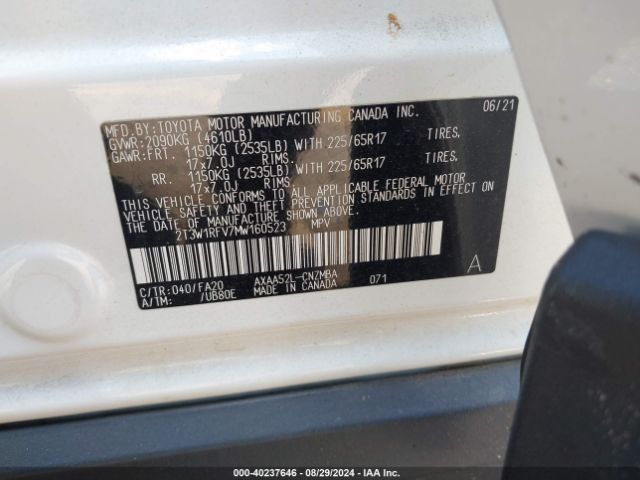 MFD.BY:TOYOTA MOTOR MANUFACTURING CANADA INC. 06/21
GVWR:2090KG (4610LB)
GAWR:FRT. 1150KG (2535LB) WITH 225/65R17 TIRES.
17x7.0J RIMS.
RR. 1150KG (2535LB) WITH 225/65R17 TIRES.
17x7.0J RIMS.
THIS VEHICLE CONFORMS TO ALL APPLICABLE FEDERAL MOTOR
VEHICLE SAFETY AND THEFT PREVENTION STANDARDS IN EFFECT ON
THE DATE OF MANUFACTURE SHOWN ABOVE.
2T3W1RFV7MW160523 MPV
C/TR:040/FA20 AXAA52L-CNZMBA 071
A/TM: /UB80E MADE IN CANADA A
000-40237646 - 08/29/2024 - IAA Inc.